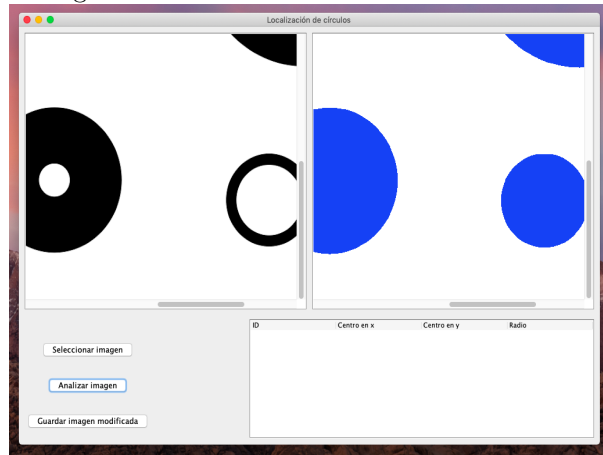 Localización de círculos
ID Centro en x Centro en y Radio
Seleccionar imagen
Analizar imagen
Guardar imagen modificada